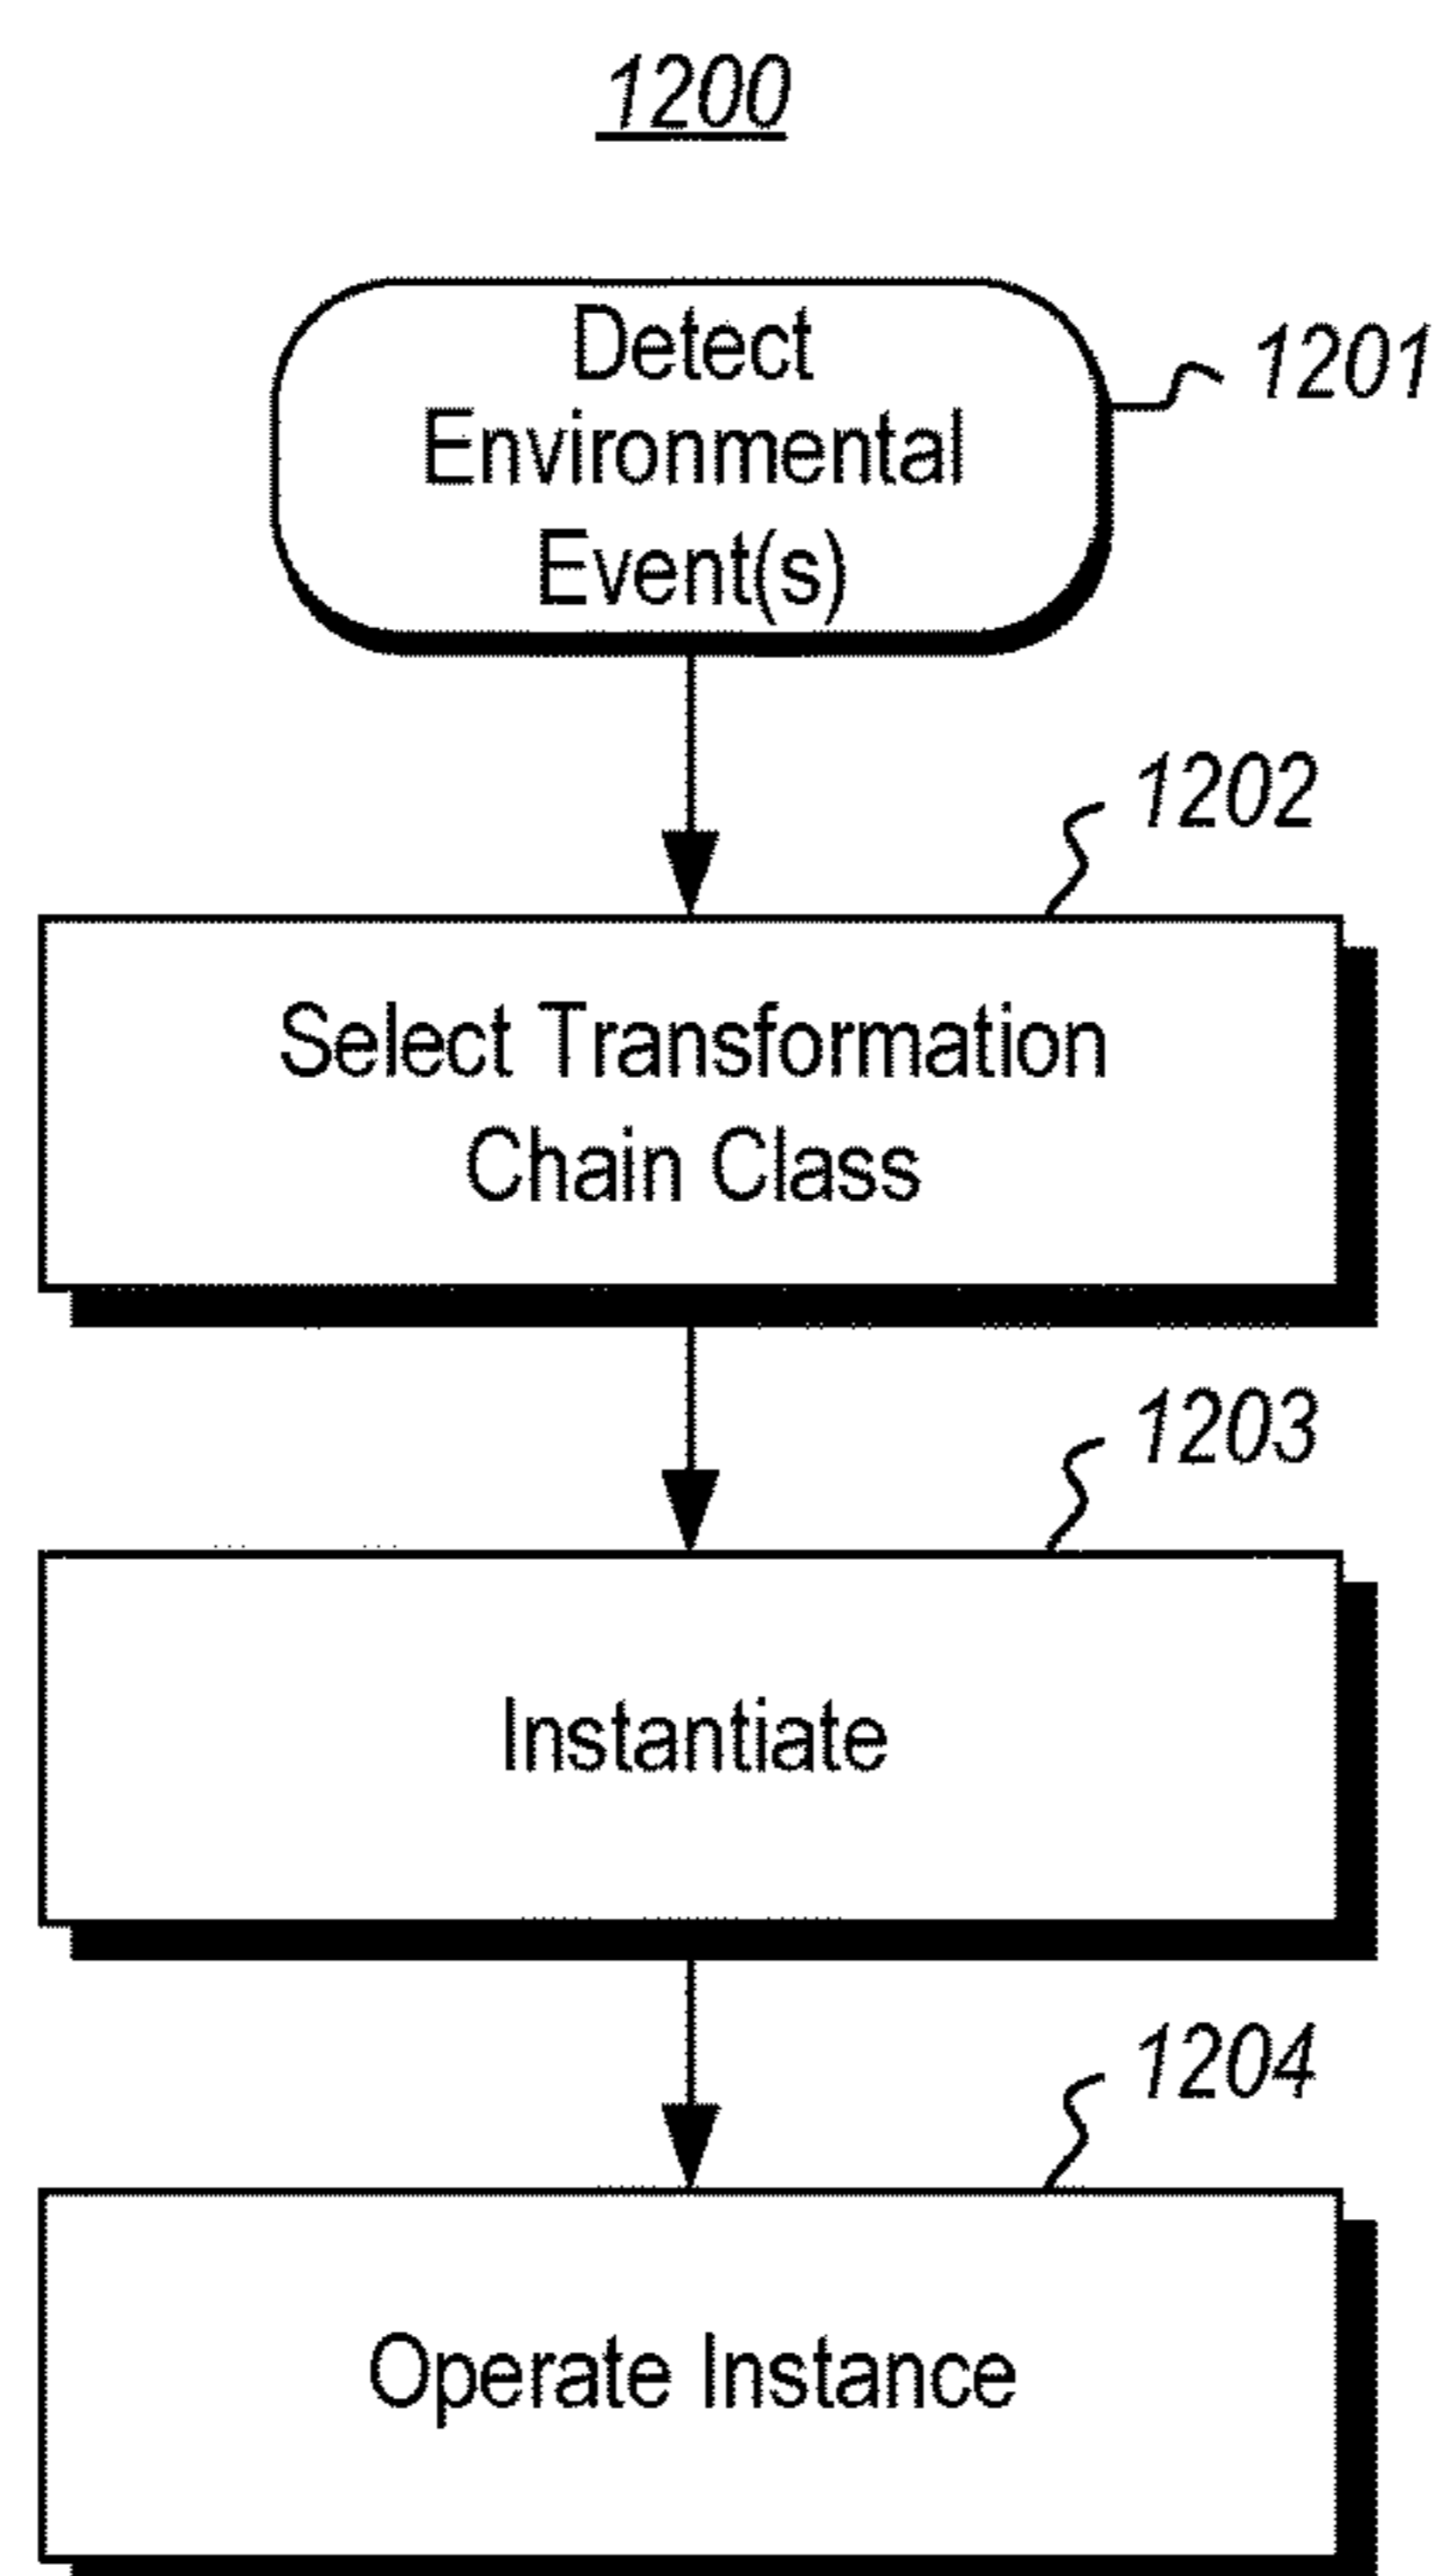 1200
Detect
Environmental
Event(s)
1201
1202
Select Transformation
Chain Class
1203
Instantiate
1204
Operate Instance